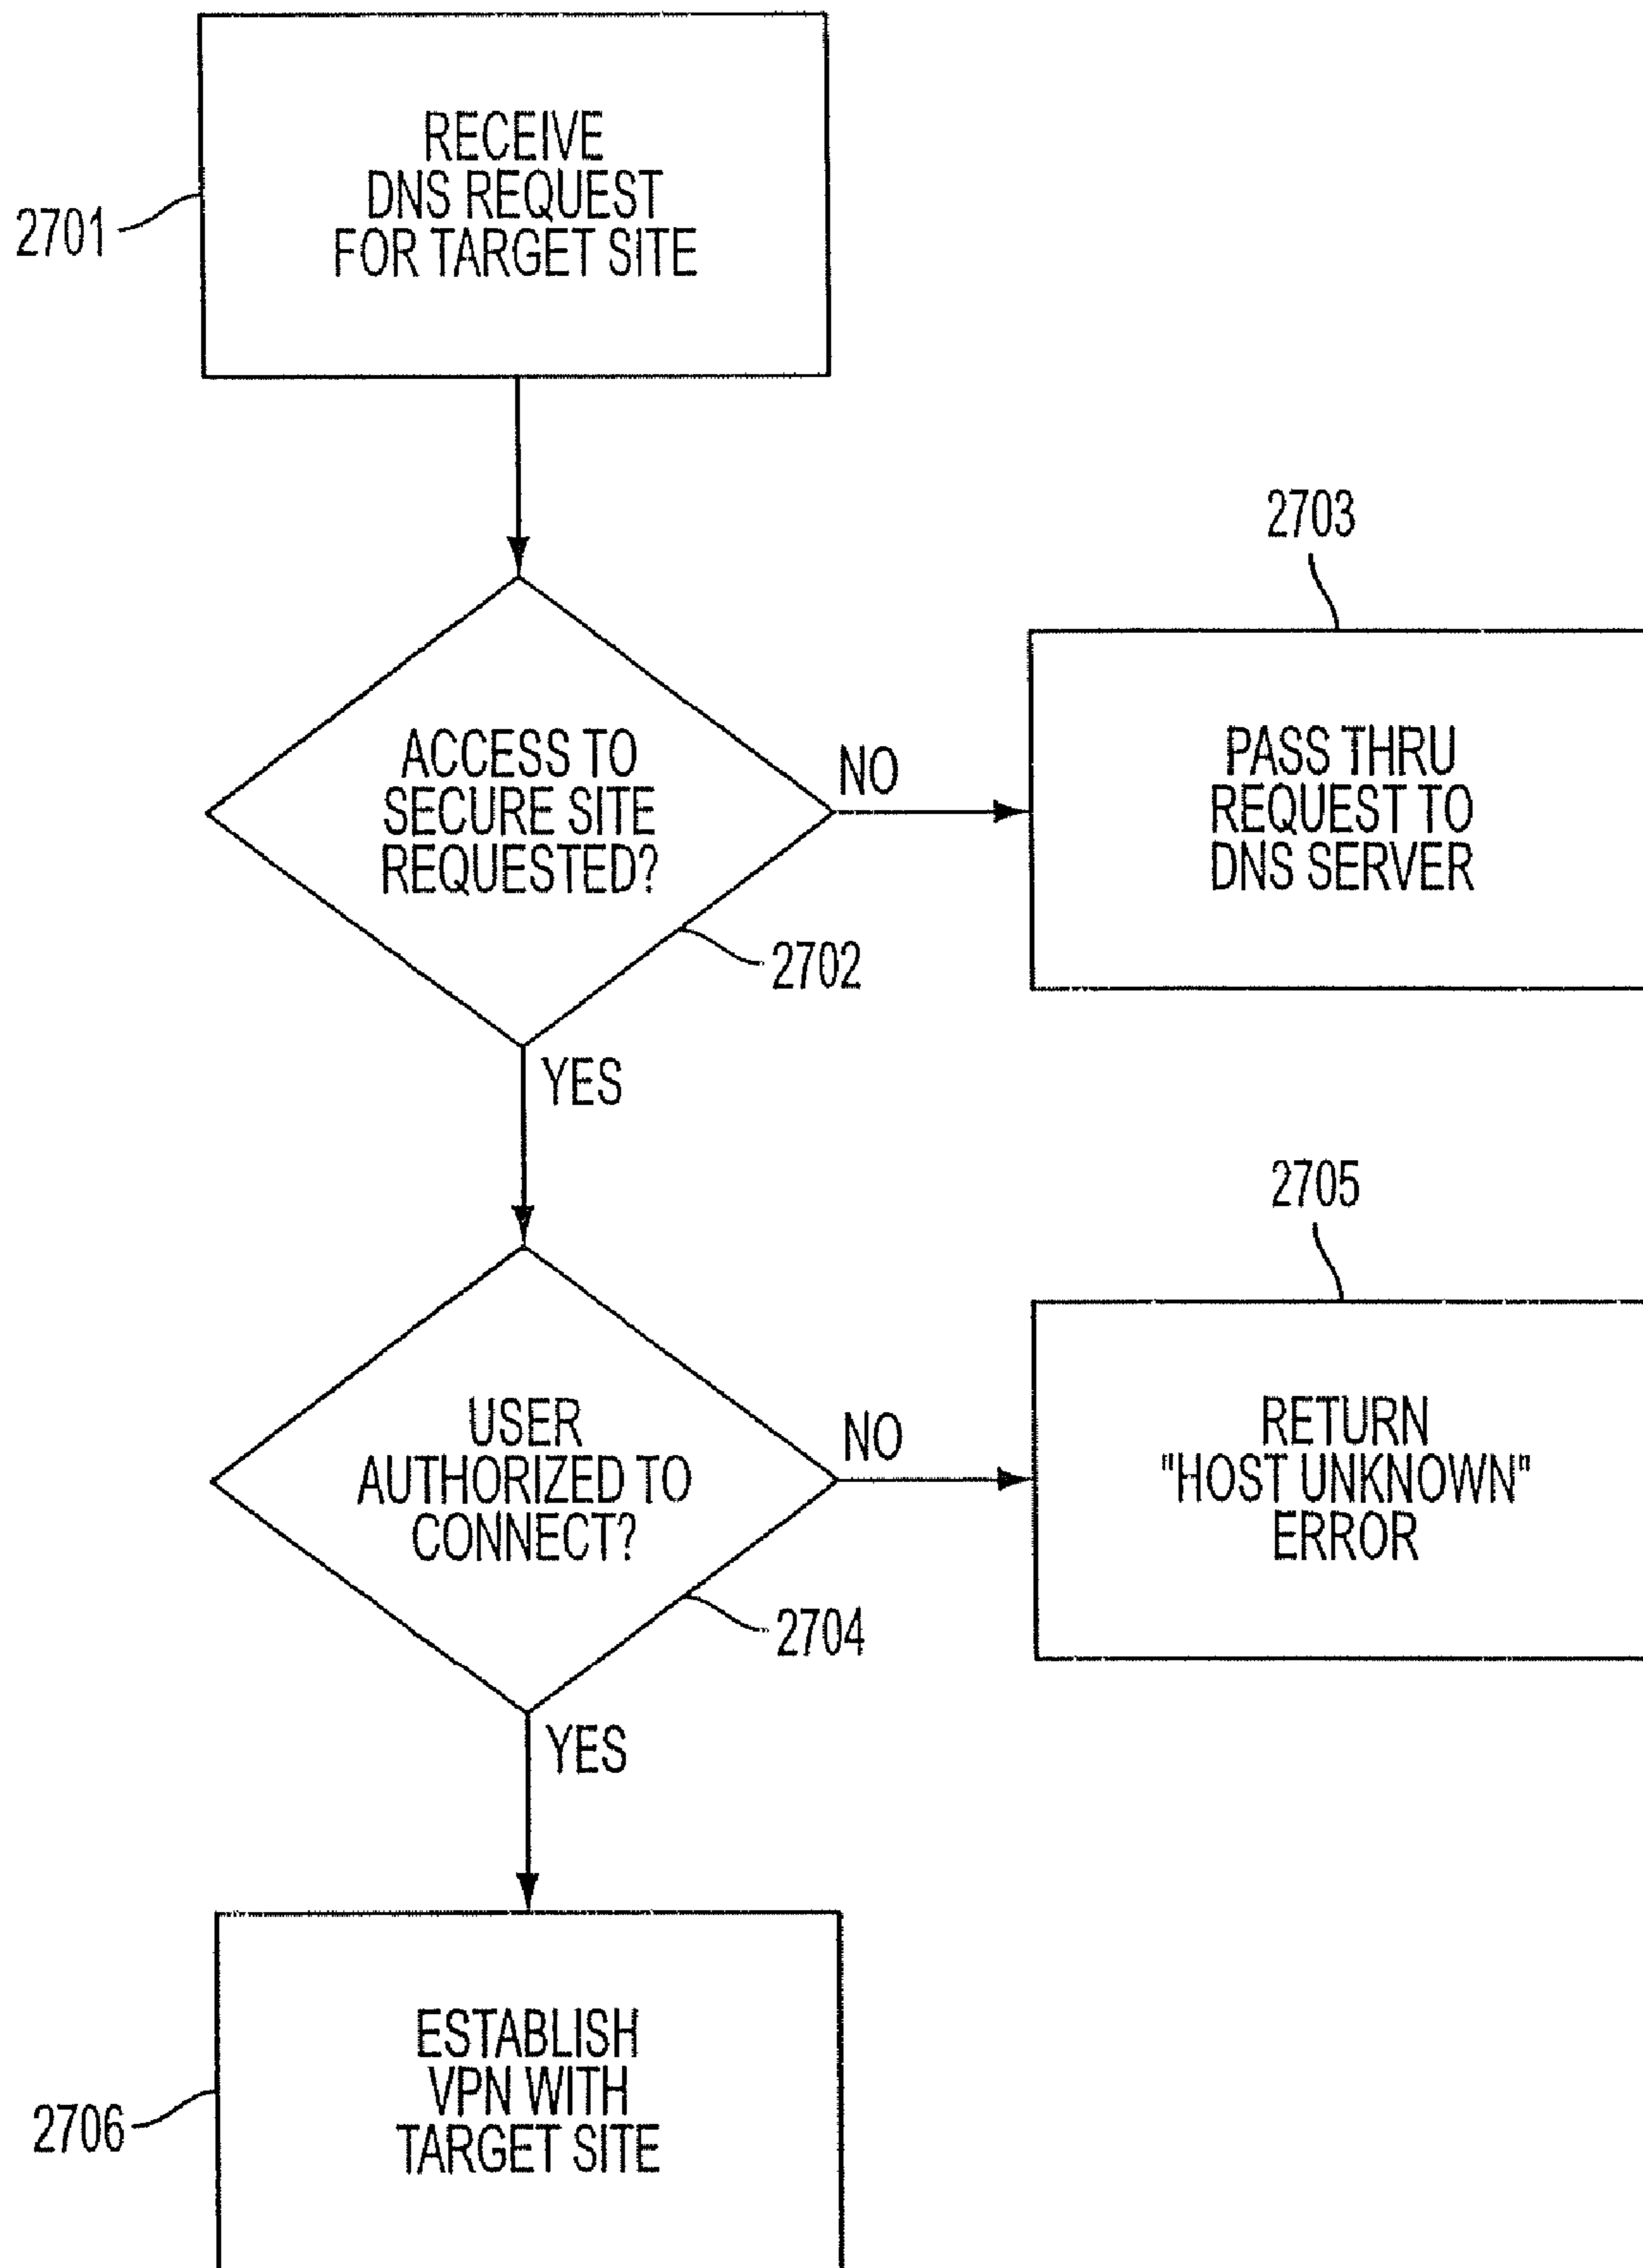 RECEIVE
DNS REQUEST
FOR TARGET SITE
2701
2703
ACCESS TO
SECURE SITE
REQUESTED?
NO
PASS THRU
REQUEST TO
DNS SERVER
2702
YES
2705
USER
AUTHORIZED TO
CONNECT?
NO
RETURN
"HOST UNKNOWN"
ERROR
2704
YES
ESTABLISH
VPN WITH
TARGET SITE
2706